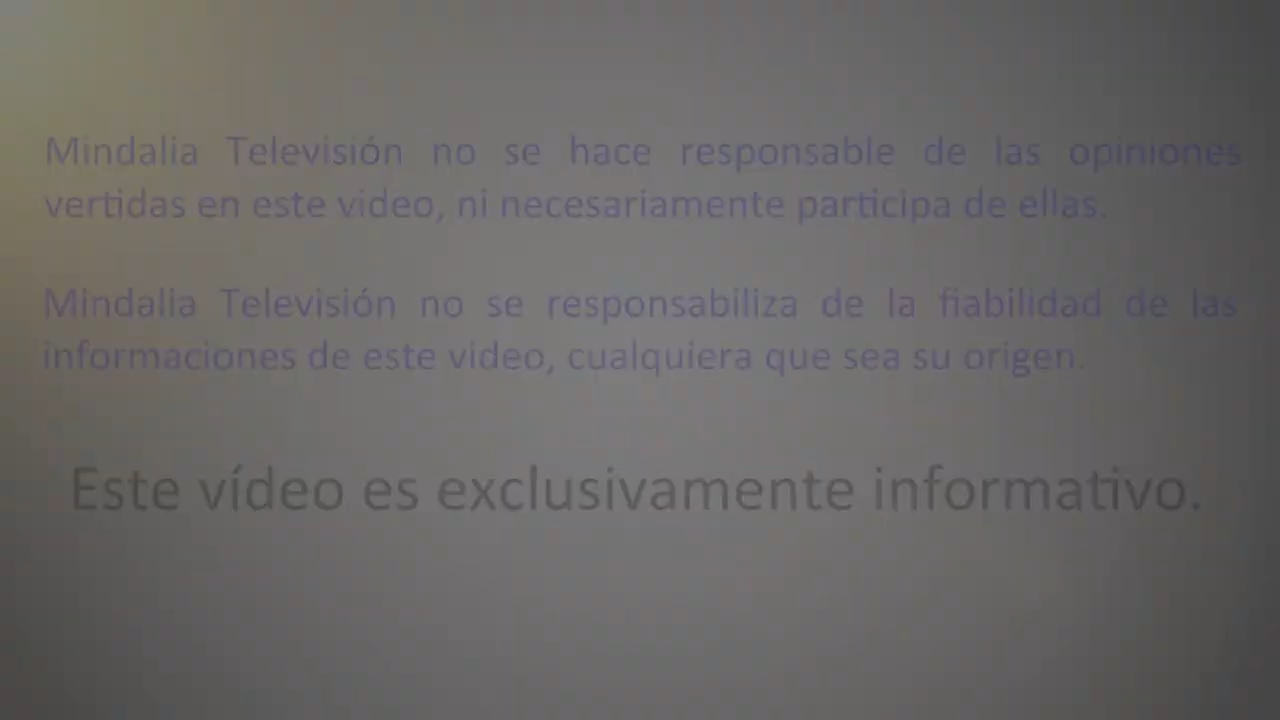 Mindalia Televisión no se hace responsable de las opiniones
vertidas en este video, ni necesariamente participa de ellas.
Mindalia Televisión no se responsabiliza de la fiabilidad de las
informaciones de este video, cualquiera que sea su origen.
Este vídeo es exclusivamente informativo.